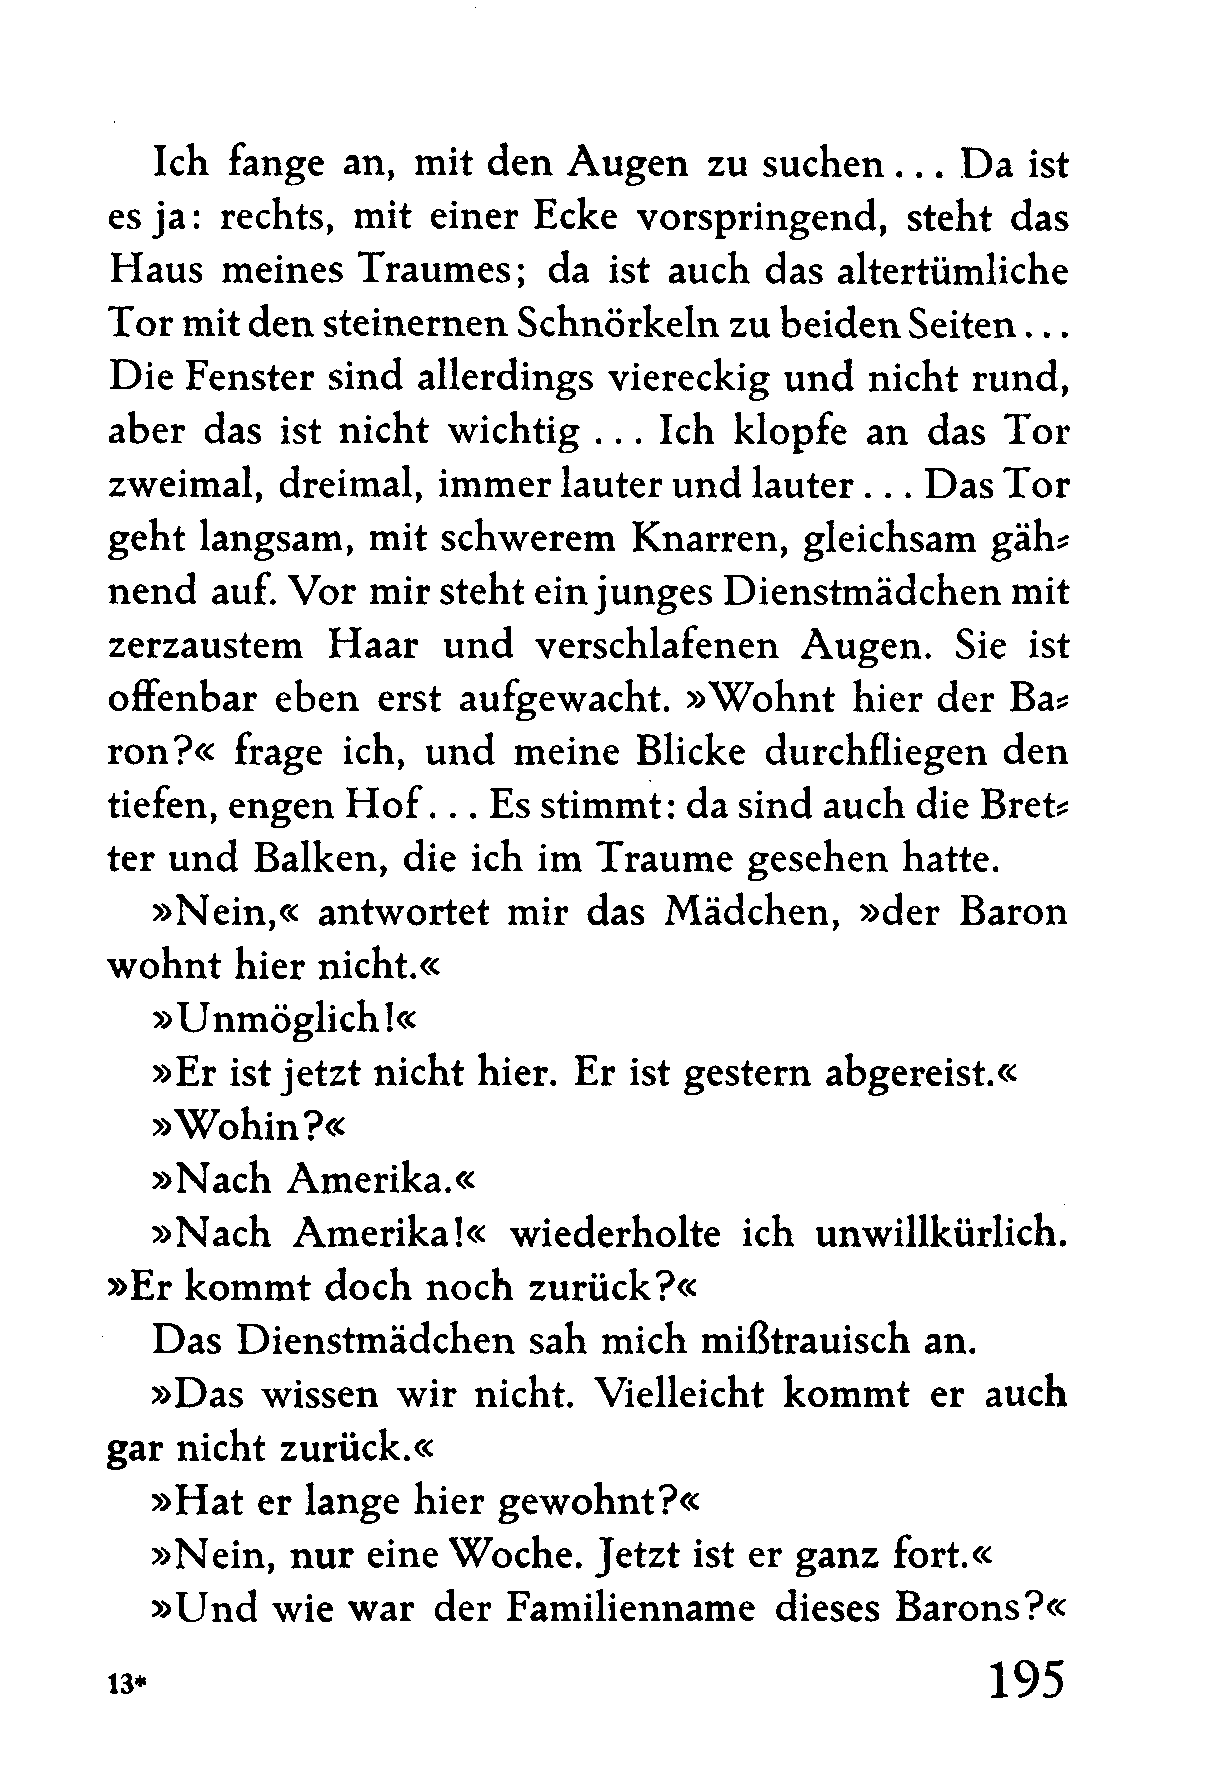 Ich fange an, mit den Augen zu suchen... Da ist
es ja: rechts, mit einer Ecke vorspringend, steht das
Haus meines Traumes; da ist auch das altertümliche
Tor mit den steinernen Schnörkeln zu beiden Seiten...
Die Fenster sind allerdings viereckig und nicht rund,
aber das ist nicht wichtig ... Ich klopfe an das Tor
zweimal, dreimal, immer lauter und lauter... Das Tor
geht langsam, mit schwerem Knarren, gleichsam gäh⸗
nend auf. Vor mir steht ein junges Dienstmädchen mit
zerzaustem Haar und verschlafenen Augen. Sie ist
offenbar eben erst aufgewacht. »Wohnt hier der Ba⸗
ron?« frage ich, und meine Blicke durchfliegen den
tiefen, engen Hof... Es stimmt: da sind auch die Bret⸗
ter und Balken, die ich im Traume gesehen hatte.
»Nein,« antwortet mir das Mädchen, »der Baron
wohnt hier nicht.«
»Unmöglich!«
»Er ist jetzt nicht hier. Er ist gestern abgereist.«
»Wohin?«
»Nach Amerika.«
»Nach Amerika!« wiederholte ich unwillkürlich.
»Er kommt doch noch zurück?«
Das Dienstmädchen sah mich mißtrauisch an.
»Das wissen wir nicht. Vielleicht kommt er auch
gar nicht zurück.«
»Hat er lange hier gewohnt?«
»Nein, nur eine Woche. Jetzt ist er ganz fort.«
»Und wie war der Familienname dieses Barons?«
13* 195